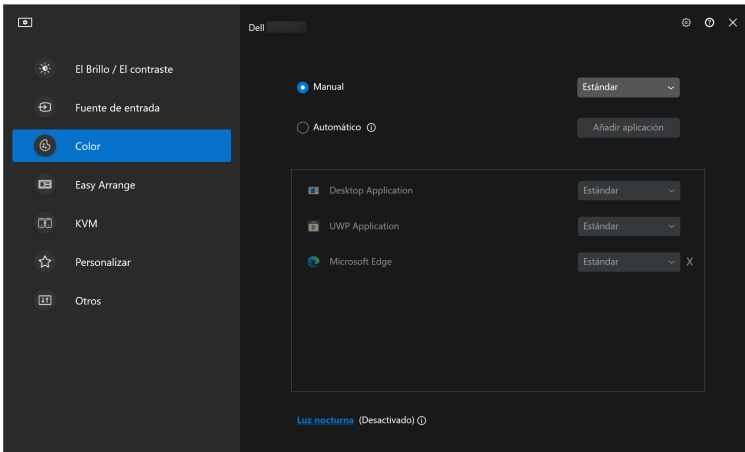 Dell
El Brillo / El contraste
Fuente de entrada
Color
Easy Arrange
KVM
Personalizar
Otros
Manual
Estándar
Automático
Añadir aplicación
Desktop Application
Estándar
UWP Application
Estándar
Microsoft Edge
Estándar
X
Luz nocturna (Desactivado)